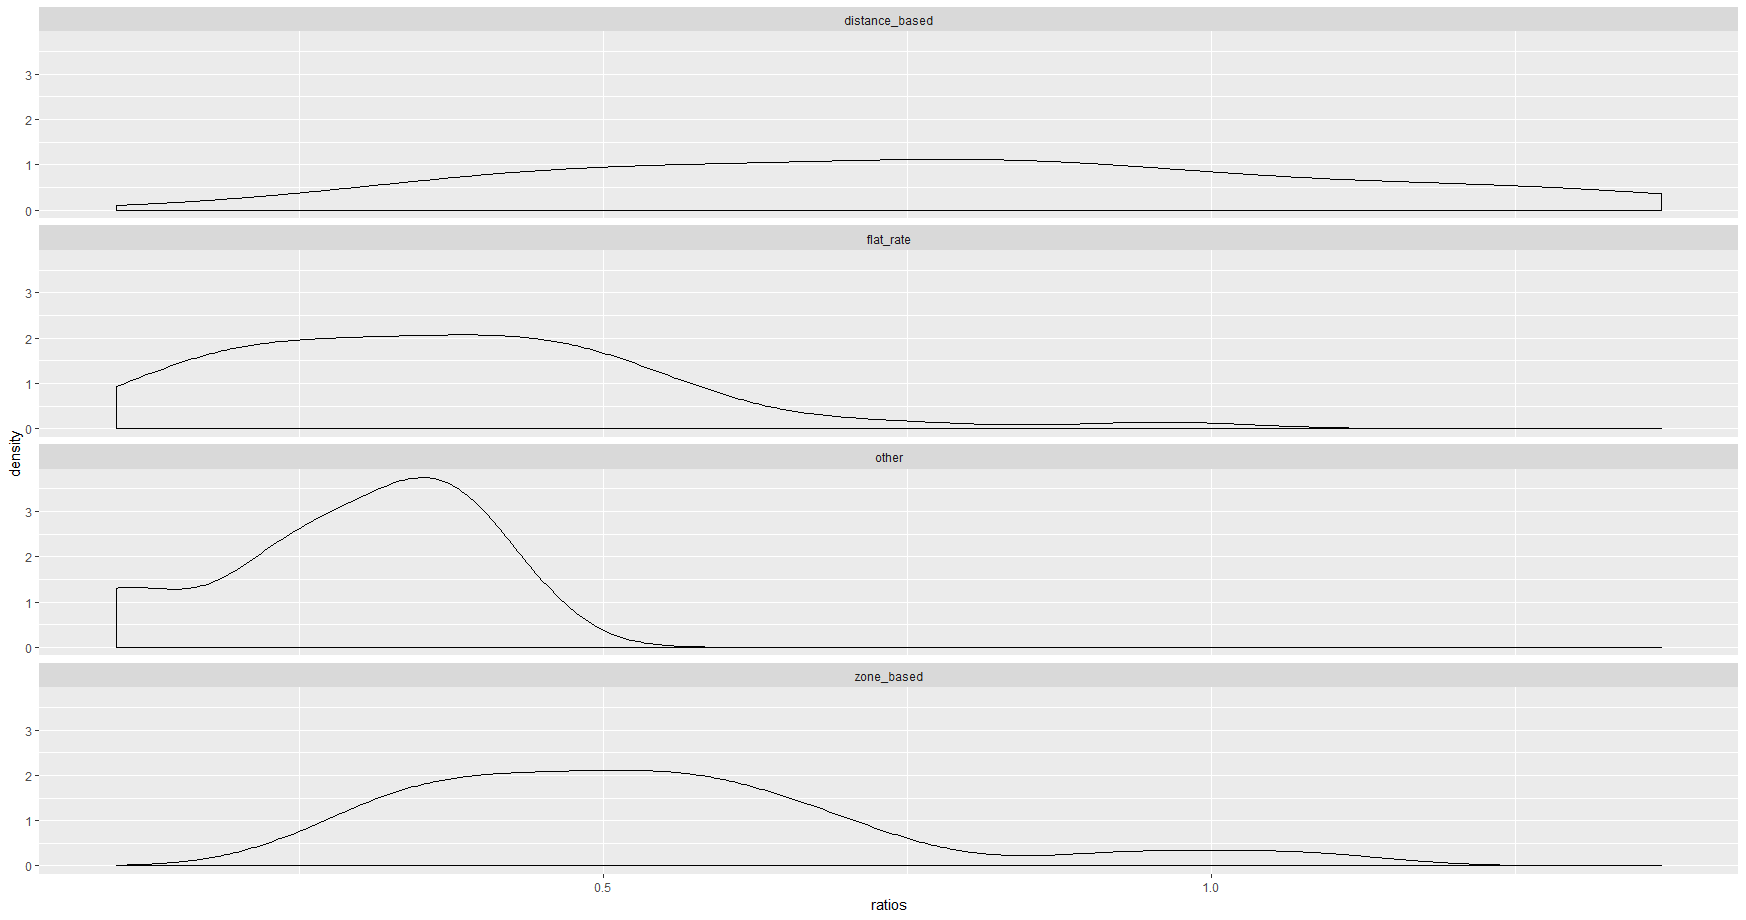 distance_based
3
2
1
0
flat_rate
3
2
1
0
other
3
2
1
0
zone_based
3
2
1
0
density
0.5 1.0
ratios